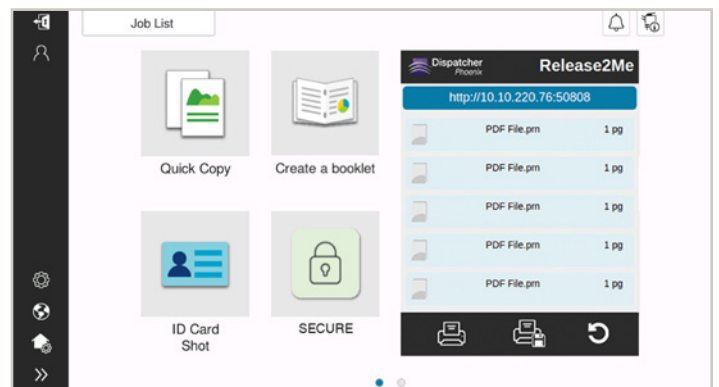 Job List
Quick Copy
Create a booklet
ID Card
Shot
SECURE
Dispatcher
Phoenix
Release2Me
http://10.10.220.76:50808
PDF File.prn 1 pg
PDF File.prn 1 pg
PDF File.prn 1 pg
PDF File.prn 1 pg
PDF File.prn 1 pg